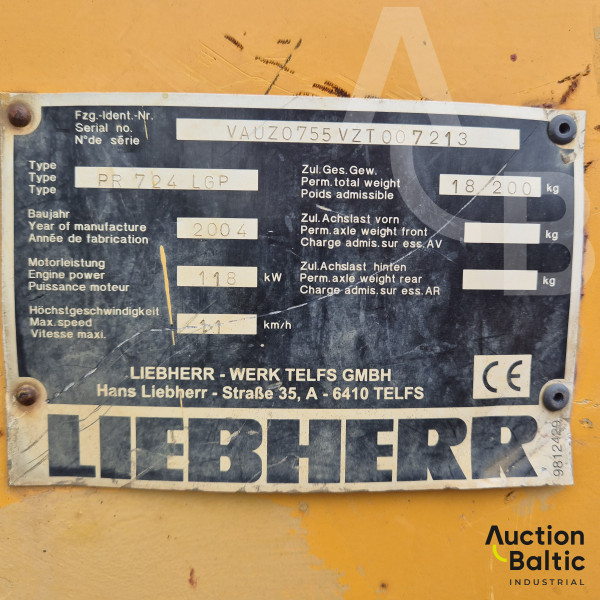 Fzg.-Ident.-Nr.
Serial no.
N°de série
VAUZ0755VZT007213
Type
Type
Type
PR 724 LGP
Baujahr
Year of manufacture
Année de fabrication
2004
Motorleistung
Engine power
Puissance moteur
118 kW
Höchstgeschwindigkeit
Max.speed
Vitesse maxi.
km/h
Zul.Ges.Gew.
Perm.total weight
Poids admissible
18 200 kg
Zul.Achslast vorn
Perm.axle weight front
Charge admis.sur ess.AV
kg
Zul.Achslast hinten
Perm.axle weight rear
Charge admis.sur ess.AR
kg
LIEBHERR - WERK TELFS GMBH
Hans Liebherr - Straße 35, A - 6410 TELFS
CE
LIEBHERR
9812429
Auction
Baltic
INDUSTRIAL